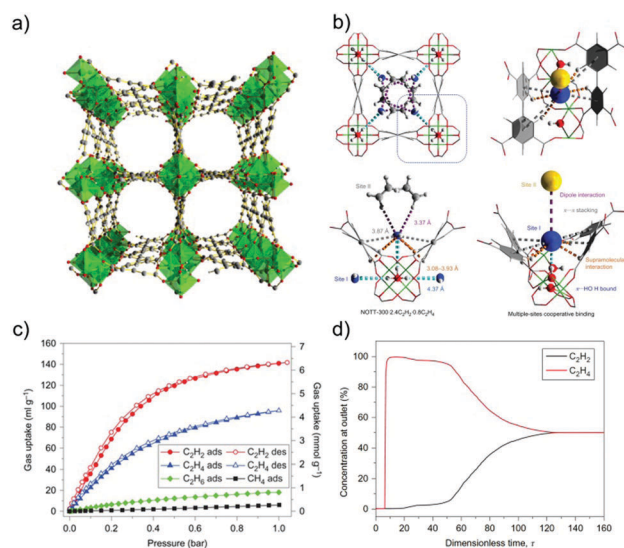 a)
b)
Site II
3.37 Å
3.87 Å
Site I
3.08–3.53 Å
4.37 Å
NOTT-300·2.4C₂H₂·0.8C₂H₄
Site II
Dipole interaction
π–π stacking
Site I
Supramolecular
interaction
π···HO H bound
Multiple-sites cooperative binding
c)
Gas uptake (ml g⁻¹)
160
140
120
100
80
60
40
20
0
7
6
5
4
3
2
1
0
Gas uptake (mmol g⁻¹)
C₂H₂ ads
C₂H₂ des
C₂H₄ ads
C₂H₄ des
C₂H₆ ads
CH₄ ads
0.0 0.2 0.4 0.6 0.8 1.0
Pressure (bar)
d)
Concentration at outlet (%)
100
80
60
40
20
0
C₂H₂
C₂H₄
0 20 40 60 80 100 120 140 160
Dimensionless time, τ